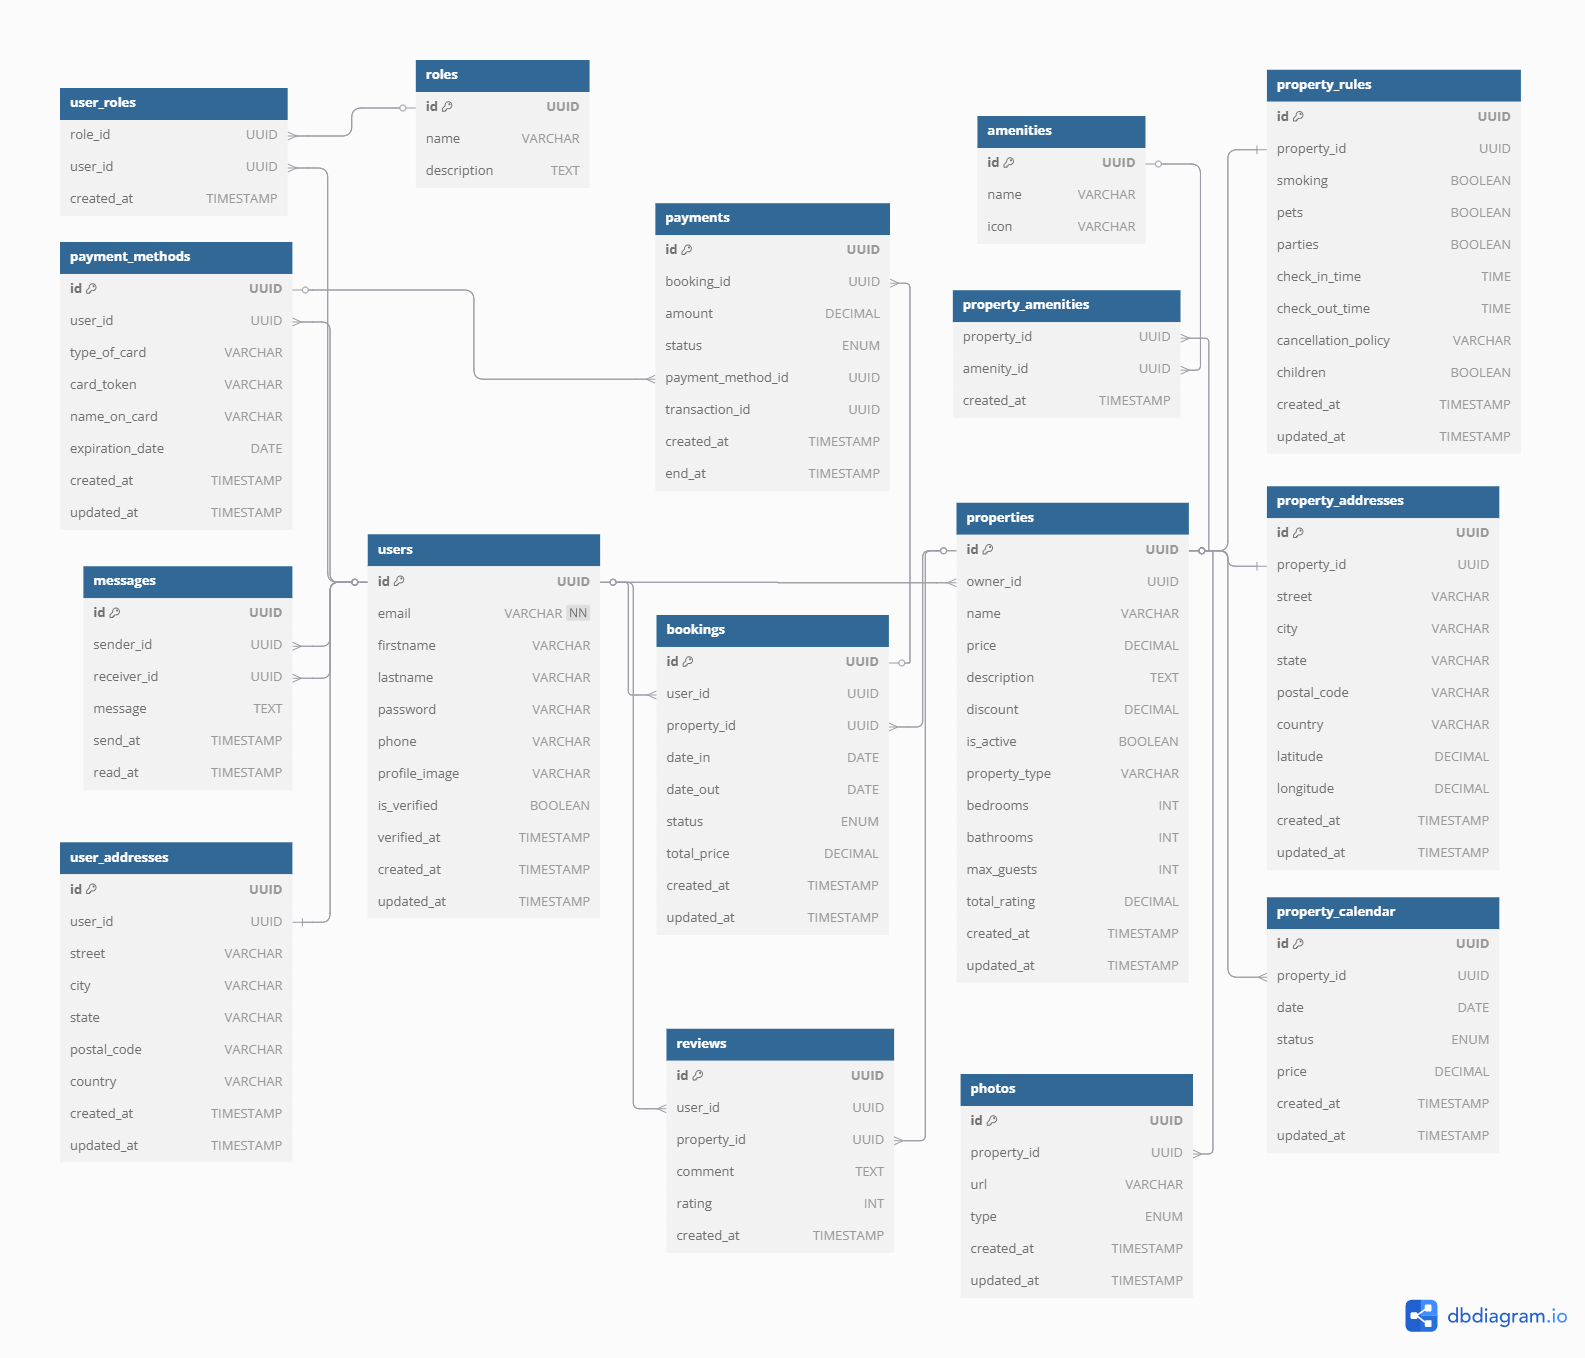 user_roles
role_id UUID
user_id UUID
created_at TIMESTAMP
roles
id UUID
name VARCHAR
description TEXT
payment_methods
id UUID
user_id UUID
type_of_card VARCHAR
card_token VARCHAR
name_on_card VARCHAR
expiration_date DATE
created_at TIMESTAMP
updated_at TIMESTAMP
messages
id UUID
sender_id UUID
receiver_id UUID
message TEXT
send_at TIMESTAMP
read_at TIMESTAMP
user_addresses
id UUID
user_id UUID
street VARCHAR
city VARCHAR
state VARCHAR
postal_code VARCHAR
country VARCHAR
created_at TIMESTAMP
updated_at TIMESTAMP
users
id UUID
email VARCHAR NN
firstname VARCHAR
lastname VARCHAR
password VARCHAR
phone VARCHAR
profile_image VARCHAR
is_verified BOOLEAN
verified_at TIMESTAMP
created_at TIMESTAMP
updated_at TIMESTAMP
payments
id UUID
booking_id UUID
amount DECIMAL
status ENUM
payment_method_id UUID
transaction_id UUID
created_at TIMESTAMP
end_at TIMESTAMP
bookings
id UUID
user_id UUID
property_id UUID
date_in DATE
date_out DATE
status ENUM
total_price DECIMAL
created_at TIMESTAMP
updated_at TIMESTAMP
reviews
id UUID
user_id UUID
property_id UUID
comment TEXT
rating INT
created_at TIMESTAMP
amenities
id UUID
name VARCHAR
icon VARCHAR
property_amenities
property_id UUID
amenity_id UUID
created_at TIMESTAMP
properties
id UUID
owner_id UUID
name VARCHAR
price DECIMAL
description TEXT
discount DECIMAL
is_active BOOLEAN
property_type VARCHAR
bedrooms INT
bathrooms INT
max_guests INT
total_rating DECIMAL
created_at TIMESTAMP
updated_at TIMESTAMP
photos
id UUID
property_id UUID
url VARCHAR
type ENUM
created_at TIMESTAMP
updated_at TIMESTAMP
property_rules
id UUID
property_id UUID
smoking BOOLEAN
pets BOOLEAN
parties BOOLEAN
check_in_time TIME
check_out_time TIME
cancellation_policy VARCHAR
children BOOLEAN
created_at TIMESTAMP
updated_at TIMESTAMP
property_addresses
id UUID
property_id UUID
street VARCHAR
city VARCHAR
state VARCHAR
postal_code VARCHAR
country VARCHAR
latitude DECIMAL
longitude DECIMAL
created_at TIMESTAMP
updated_at TIMESTAMP
property_calendar
id UUID
property_id UUID
date DATE
status ENUM
price DECIMAL
created_at TIMESTAMP
updated_at TIMESTAMP
dbdiagram.io